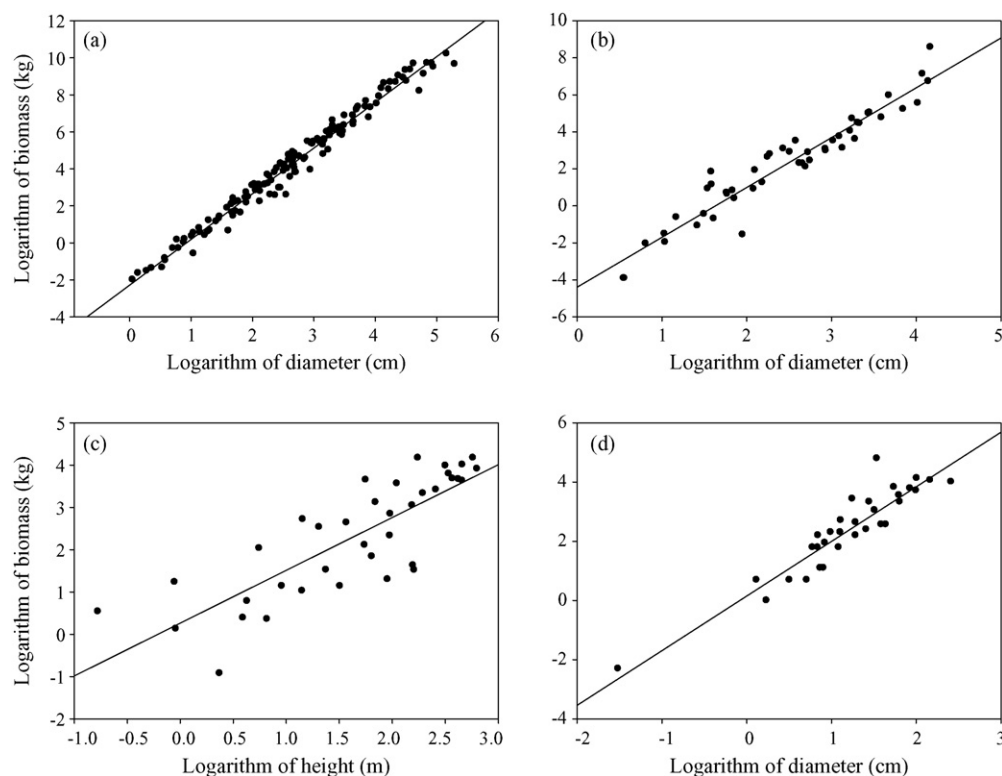 (a)
Logarithm of biomass (kg)
12
10
8
6
4
2
0
-2
-4
0 1 2 3 4 5 6
Logarithm of diameter (cm)
(b)
10
8
6
4
2
0
-2
-4
-6
0 1 2 3 4 5
Logarithm of diameter (cm)
(c)
Logarithm of biomass (kg)
5
4
3
2
1
0
-1
-2
-1.0 -0.5 0.0 0.5 1.0 1.5 2.0 2.5 3.0
Logarithm of height (m)
(d)
6
4
2
0
-2
-4
-2 -1 0 1 2 3
Logarithm of diameter (cm)